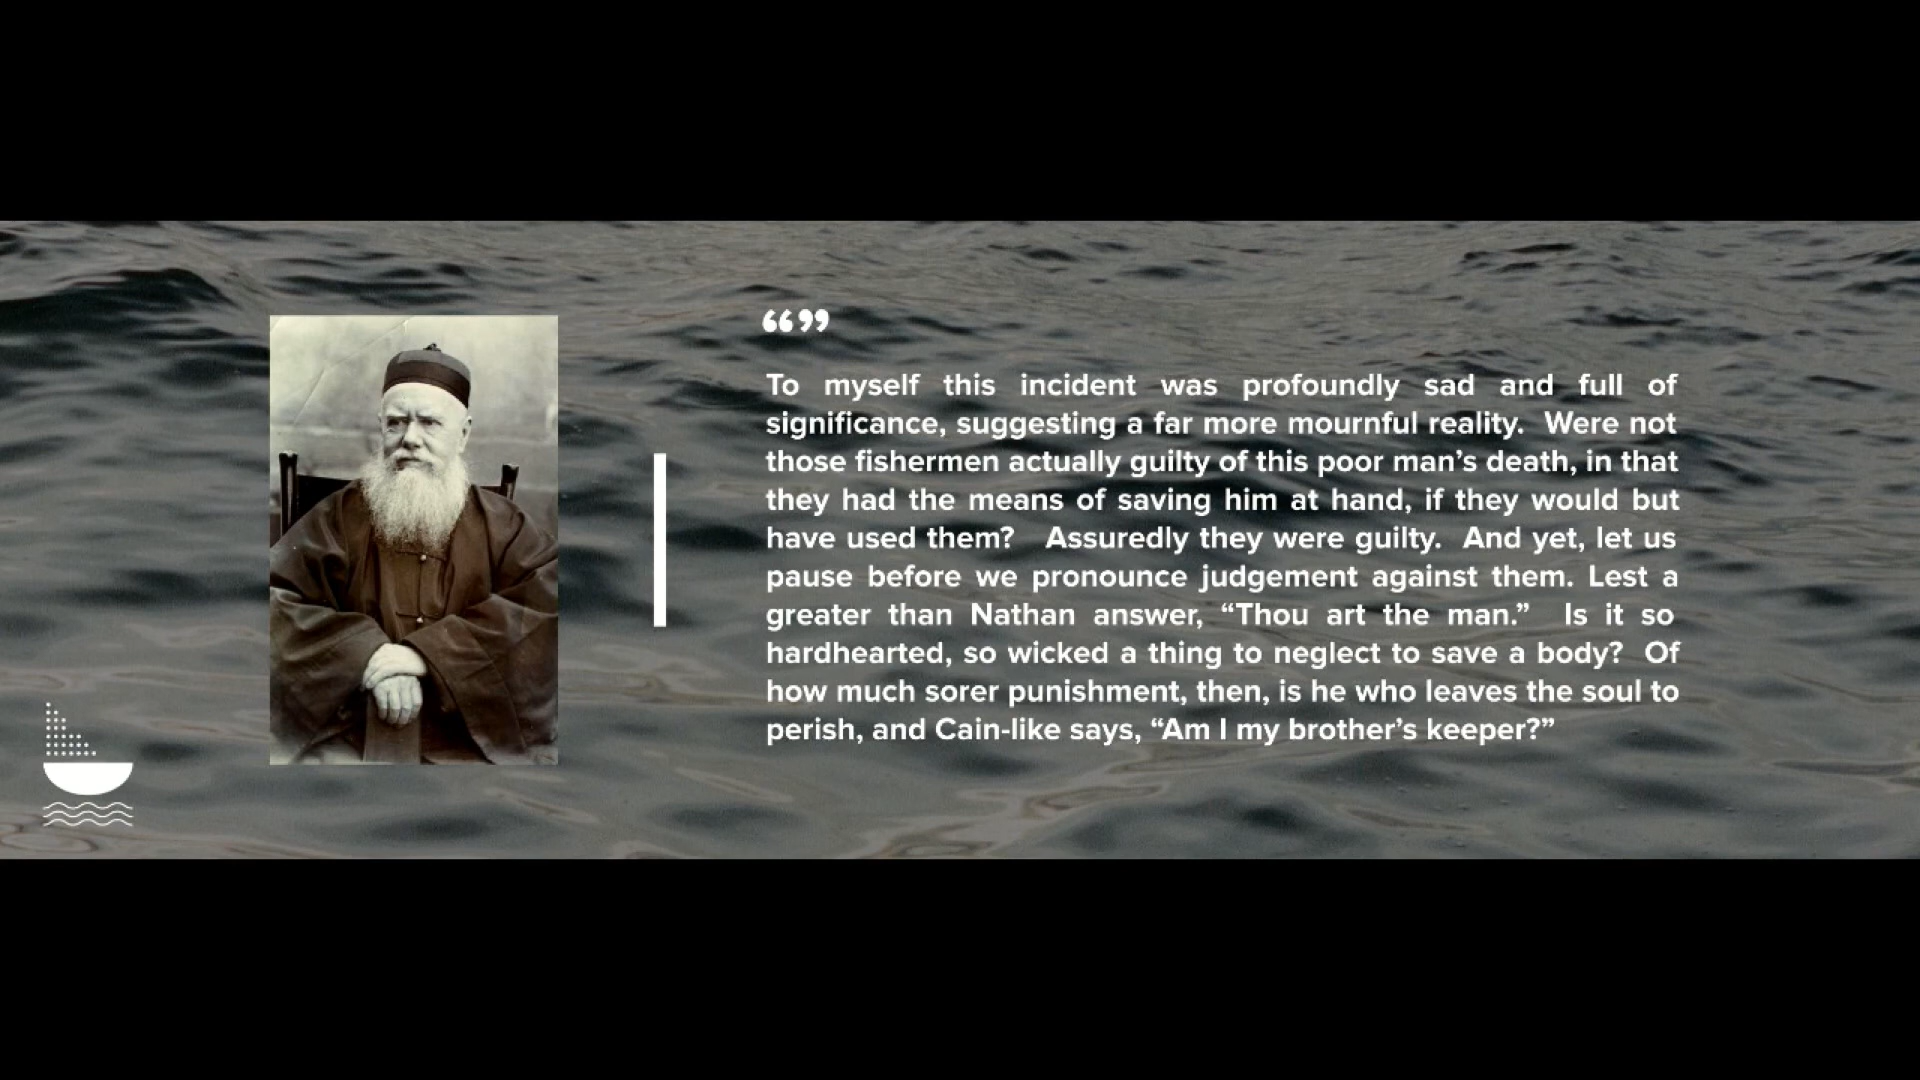 “”
To myself this incident was profoundly sad and full of
significance, suggesting a far more mournful reality. Were not
those fishermen actually guilty of this poor man’s death, in that
they had the means of saving him at hand, if they would but
have used them? Assuredly they were guilty. And yet, let us
pause before we pronounce judgement against them. Lest a
greater than Nathan answer, “Thou art the man.” Is it so
hardhearted, so wicked a thing to neglect to save a body? Of
how much sorer punishment, then, is he who leaves the soul to
perish, and Cain-like says, “Am I my brother’s keeper?”